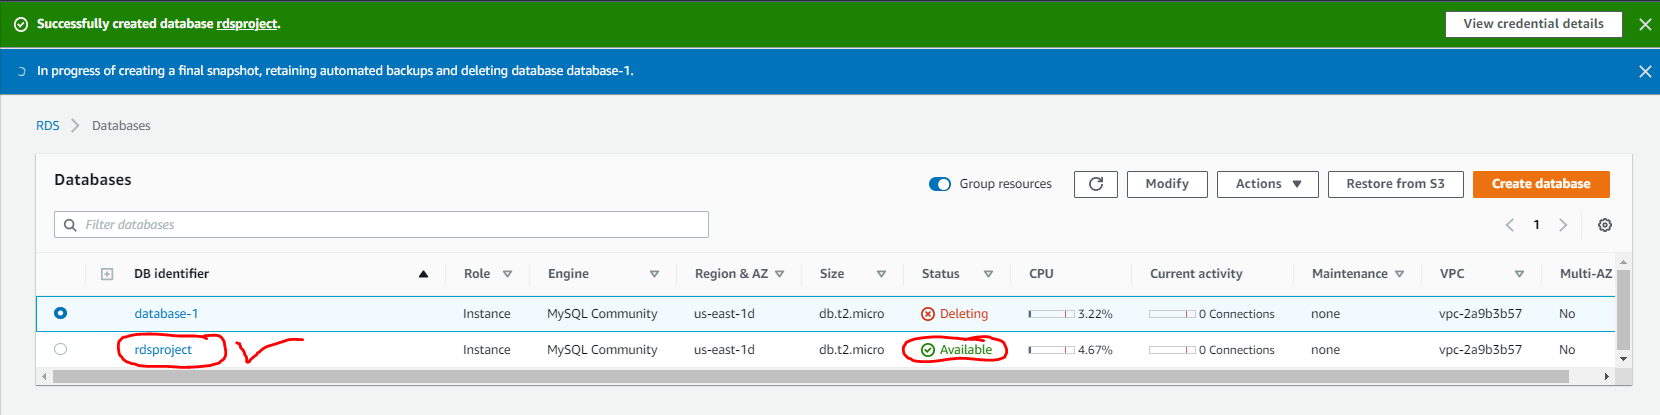 Successfully created database rdsproject.
View credential details
In progress of creating a final snapshot, retaining automated backups and deleting database database-1.
RDS Databases
Databases
Group resources Modify Actions Restore from S3 Create database
Filter databases
1
DB identifier Role Engine Region & AZ Size Status CPU Current activity Maintenance VPC Multi-AZ
database-1 Instance MySQL Community us-east-1d db.t2.micro Deleting 3.22% 0 Connections none vpc-2a9b3b57 No
rdsproject Instance MySQL Community us-east-1d db.t2.micro Available 4.67% 0 Connections none vpc-2a9b3b57 No